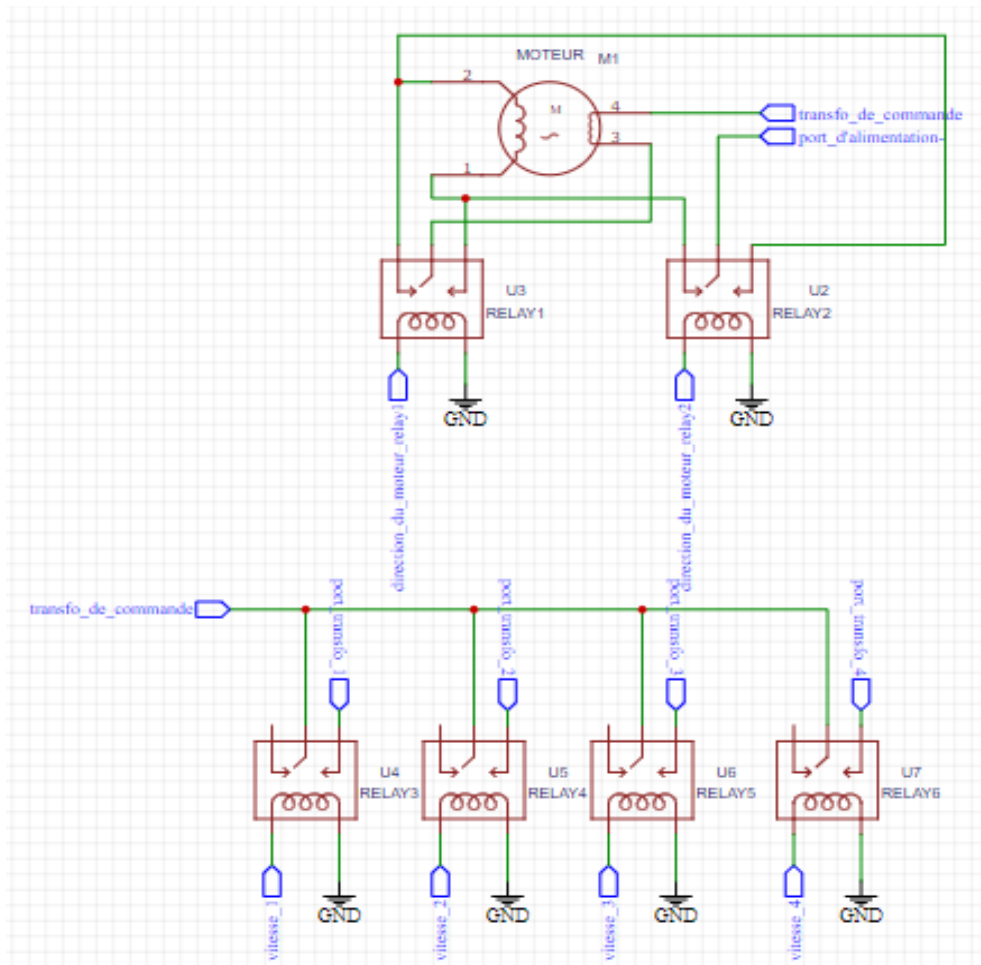 MOTEUR M1
2
M
4
transfo_de_commande
3
port_d'alimentation-
1
U3
RELAY1
U2
RELAY2
GND
GND
direction_du_moteur_relay1
direction_du_moteur_relay2
transfo_de_commande
port_transfo_1
port_transfo_2
port_transfo_3
port_transfo_4
U4
RELAY3
U5
RELAY4
U6
RELAY5
U7
RELAY6
GND
GND
GND
GND
vitesse_1
vitesse_2
vitesse_3
vitesse_4